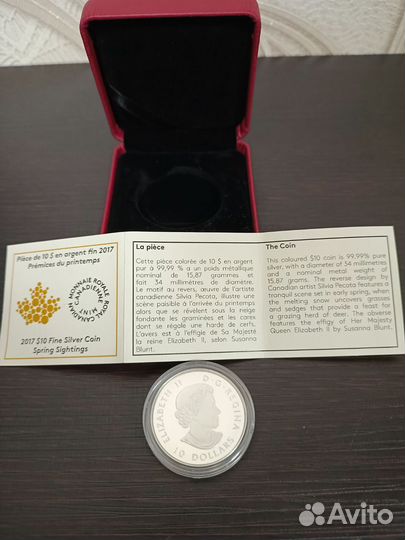 Pièce de 10 $ en argent fin 2017
Prémices du printemps
MONNAIE ROYALE CANADIENNE
ROYAL CANADIAN MINT
2017 $10 Fine Silver Coin
Spring Sightings
La pièce
Cette pièce colorée de 10 $ en argent
pur à 99,99 % a un poids métallique
nominal de 15,87 grammes et fait
34 millimètres de diamètre.
Le motif au revers, œuvre de l'artiste
canadienne Silvia Pecota, illustre une
scène paisible à l'arrivée du printemps
alors que se révèlent sous la neige
fondante les graminées et les carex
dont se régale une harde de cerfs.
L'avers est à l'effigie de Sa Majesté
la reine Elizabeth II, selon Susanna
Blunt.
The Coin
This coloured $10 coin is 99.99% pure
silver, with a diameter of 34 millimetres
and a nominal metal weight of
15.87 grams. The reverse design by
Canadian artist Silvia Pecota features a
tranquil scene set in early spring, when
the melting snow uncovers grasses
and sedges that provide a feast for
a grazing herd of deer. The obverse
features the effigy of Her Majesty
Queen Elizabeth II by Susanna Blunt.
ELIZABETH II D·G·REGINA
10 DOLLARS
Avito